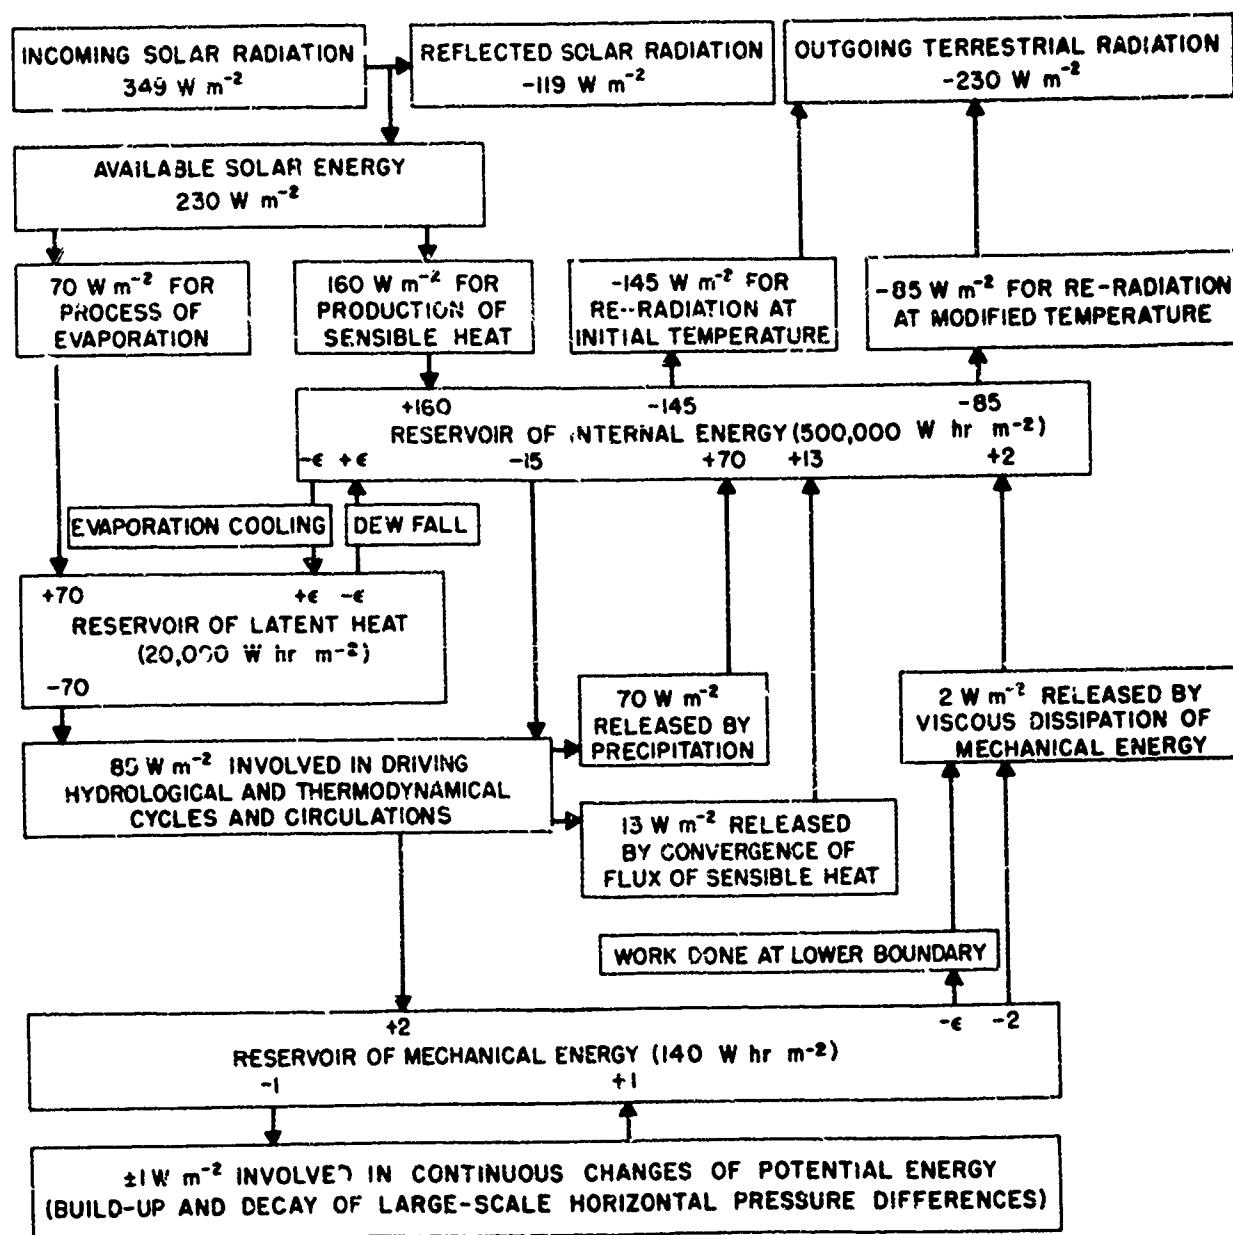 INCOMING SOLAR RADIATION
349 W m⁻²
REFLECTED SOLAR RADIATION
-119 W m⁻²
OUTGOING TERRESTRIAL RADIATION
-230 W m⁻²
AVAILABLE SOLAR ENERGY
230 W m⁻²
70 W m⁻² FOR
PROCESS OF
EVAPORATION
160 W m⁻² FOR
PRODUCTION OF
SENSIBLE HEAT
-145 W m⁻² FOR
RE-RADIATION AT
INITIAL TEMPERATURE
-85 W m⁻² FOR RE-RADIATION
AT MODIFIED TEMPERATURE
+160 -145 -85
RESERVOIR OF INTERNAL ENERGY (500,000 W hr m⁻²)
-ϵ +ϵ -15 +70 +13 +2
EVAPORATION COOLING
DEW FALL
+70 +ϵ -ϵ
RESERVOIR OF LATENT HEAT
(20,000 W hr m⁻²)
-70
70 W m⁻²
RELEASED BY
PRECIPITATION
2 W m⁻² RELEASED BY
VISCOUS DISSIPATION OF
MECHANICAL ENERGY
85 W m⁻² INVOLVED IN DRIVING
HYDROLOGICAL AND THERMODYNAMICAL
CYCLES AND CIRCULATIONS
13 W m⁻² RELEASED
BY CONVERGENCE OF
FLUX OF SENSIBLE HEAT
WORK DONE AT LOWER BOUNDARY
+2 -ϵ -2
RESERVOIR OF MECHANICAL ENERGY (140 W hr m⁻²)
-1 +1
±1 W m⁻² INVOLVED IN CONTINUOUS CHANGES OF POTENTIAL ENERGY
(BUILD-UP AND DECAY OF LARGE-SCALE HORIZONTAL PRESSURE DIFFERENCES)